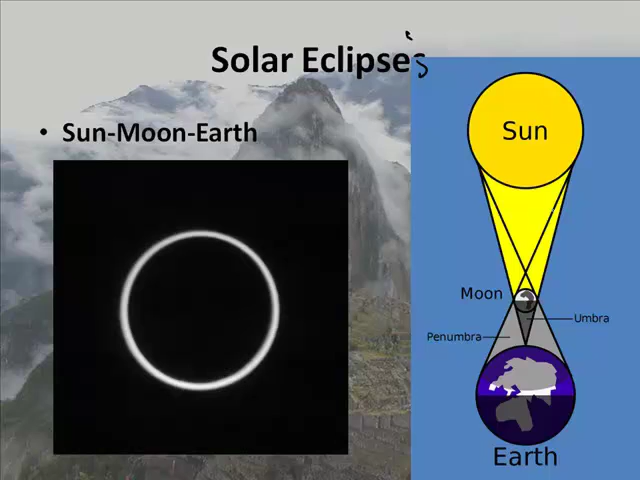 Solar Eclipses
• Sun-Moon-Earth
Sun
Moon
Umbra
Penumbra
Earth